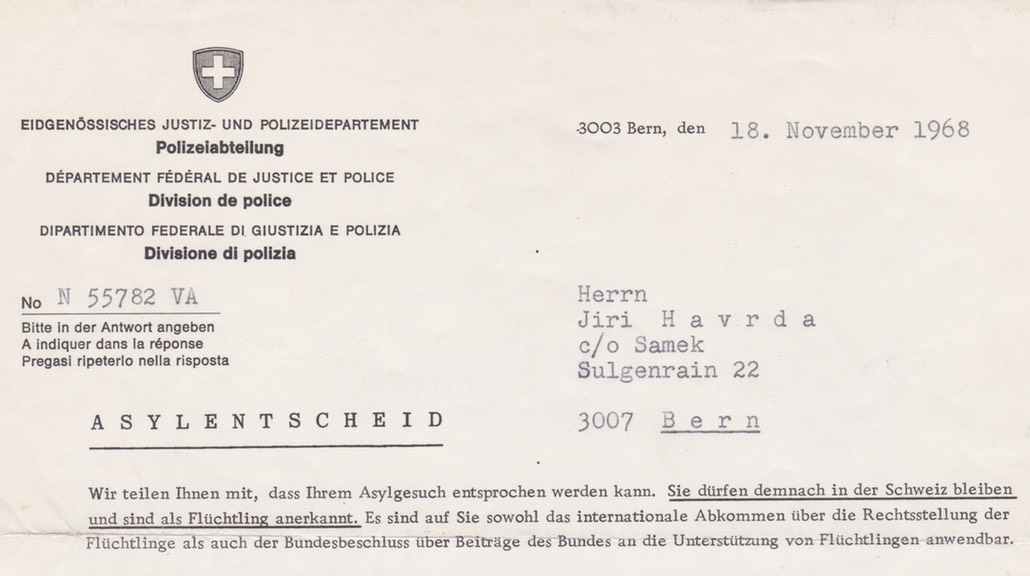 EIDGENÖSSISCHES JUSTIZ- UND POLIZEIDEPARTEMENT
Polizeiabteilung
DÉPARTEMENT FÉDÉRAL DE JUSTICE ET POLICE
Division de police
DIPARTIMENTO FEDERALE DI GIUSTIZIA E POLIZIA
Divisione di polizia
No N 55782 VA
Bitte in der Antwort angeben
A indiquer dans la réponse
Pregasi ripeterlo nella risposta
3003 Bern, den 18. November 1968
Herrn
Jiri H a v r d a
c/o Samek
Sulgenrain 22
3007 B e r n
A S Y L E N T S C H E I D
Wir teilen Ihnen mit, dass Ihrem Asylgesuch entsprochen werden kann. Sie dürfen demnach in der Schweiz bleiben
und sind als Flüchtling anerkannt. Es sind auf Sie sowohl das internationale Abkommen über die Rechtsstellung der
Flüchtlinge als auch der Bundesbeschluss über Beiträge des Bundes an die Unterstützung von Flüchtlingen anwendbar.